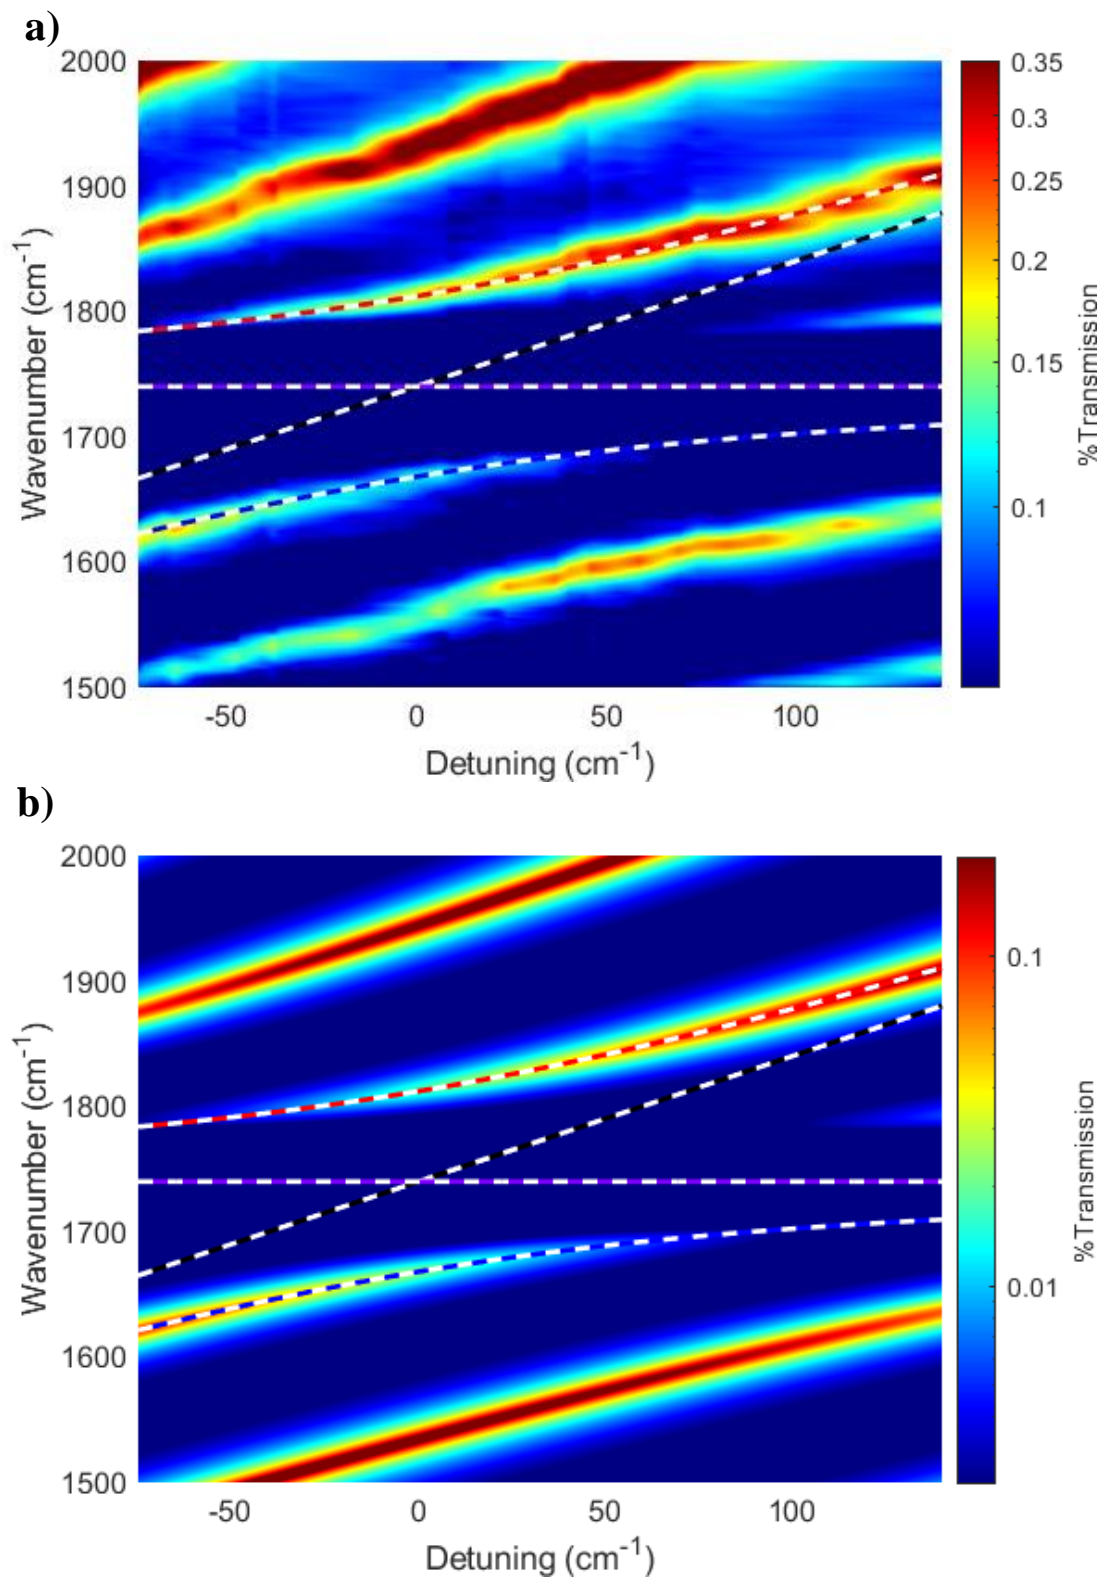 a)
2000
1900
1800
1700
1600
1500
Wavenumber (cm-1)
-50 0 50 100
Detuning (cm-1)
0.35
0.3
0.25
0.2
0.15
0.1
%Transmission
b)
2000
1900
1800
1700
1600
1500
Wavenumber (cm-1)
-50 0 50 100
Detuning (cm-1)
0.1
0.01
%Transmission